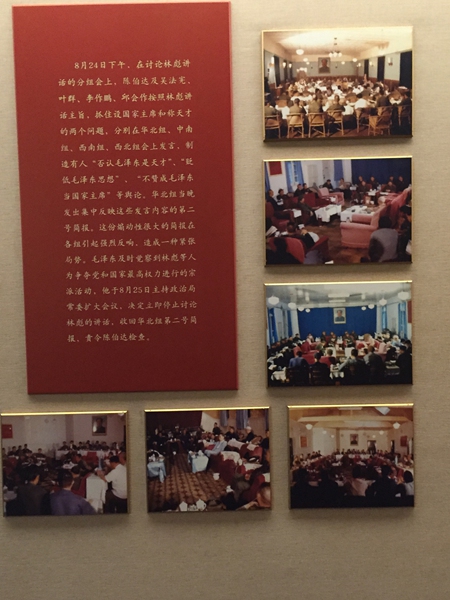 8月24日下午,在讨论林彪讲
话的分组会上,陈伯达及吴法宪、
叶群、李作鹏、邱会作按照林彪讲
话主旨,抓住设国家主席和称天才
的两个问题,分别在华北组、中南
组、西南组、西北组会上发言,制
造有人“否认毛泽东是天才”、“贬
低毛泽东思想”、“不赞成毛泽东
当国家主席”等舆论。华北组当晚
发出集中反映这些发言内容的第二
号简报。这份煽动性很大的简报在
各组引起强烈反响,造成一种紧张
局势。毛泽东及时觉察到林彪等人
为争夺党和国家最高权力进行的宗
派活动,他于8月25日主持政治局
常委扩大会议,决定立即停止讨论
林彪的讲话,收回华北组第二号简
报,责令陈伯达检查。